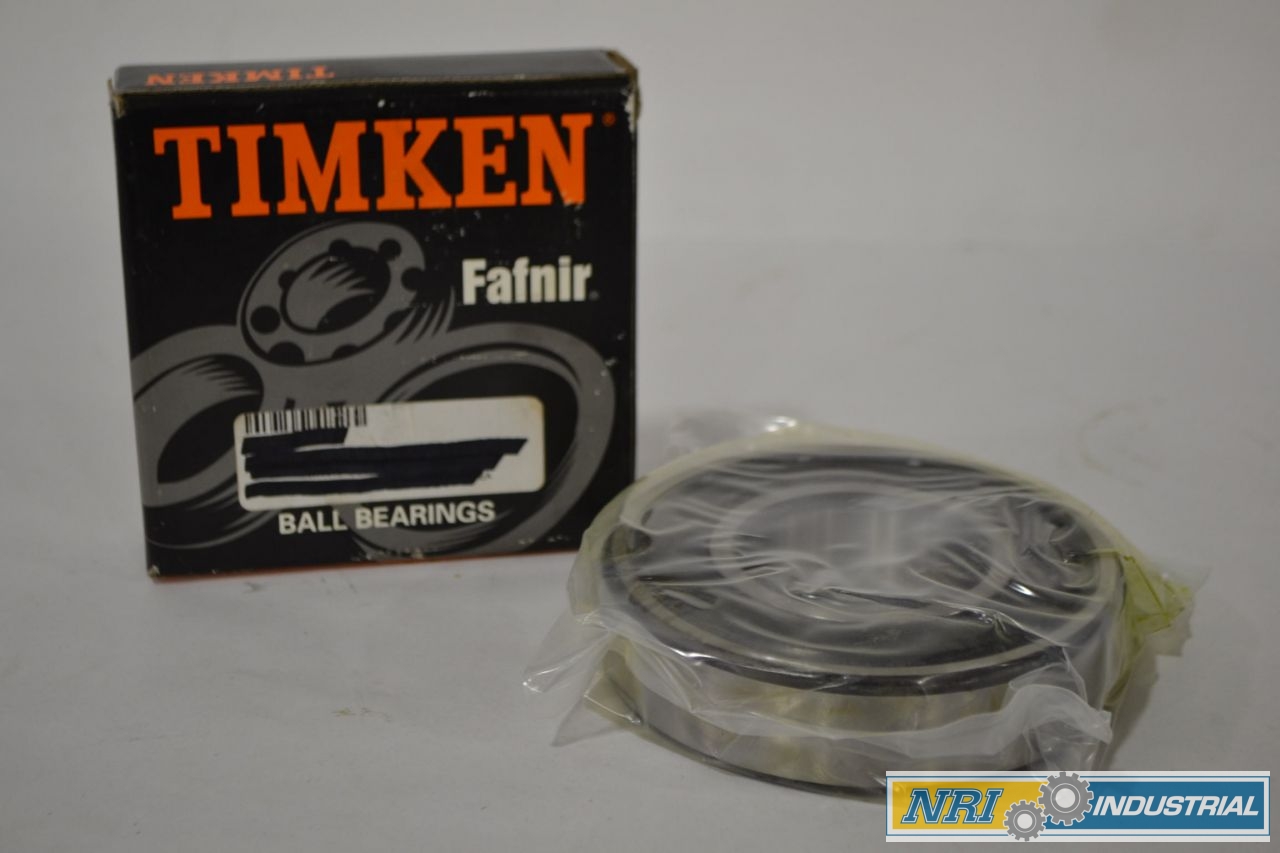 TIMKEN
TIMKEN®
Fafnir®
BALL BEARINGS
NRI INDUSTRIAL